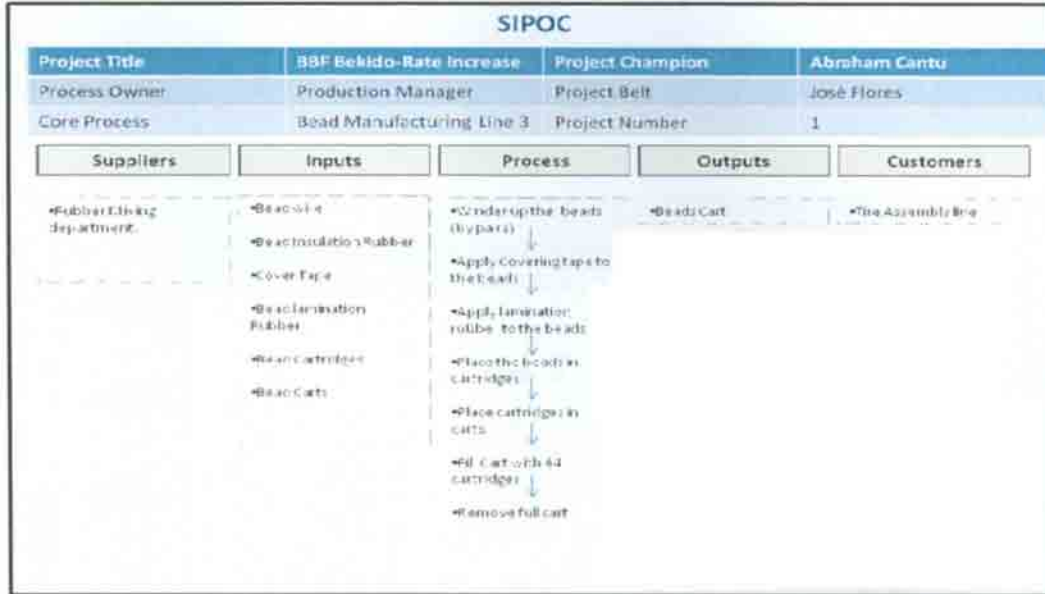 SIPOC
Project Title BBF Bekido-Rate Increase Project Champion Abraham Cantu
Process Owner Production Manager Project Belt José Flores
Core Process Bead Manufacturing Line 3 Project Number 1
Suppliers Inputs Process Outputs Customers
•Rubber Mixing
department.
•Bead wire
•Bead Insulation Rubber
•Cover Tape
•Bead lamination
Rubber
•Bead Cartridges
•Bead Carts
•Winder up the beads
(by pairs)
•Apply Covering tape to
the beads
•Apply lamination
rubber to the beads
•Place the beads in
cartridges
•Place cartridges in
carts
•Fill Cart with 64
cartridges
•Remove full cart
•Beads Cart
•The Assembly line